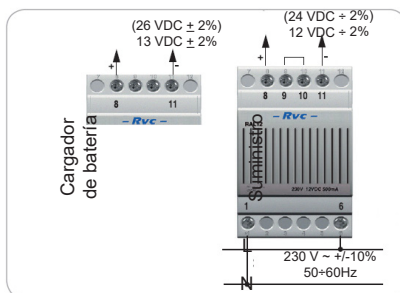 (26 VDC ± 2%)
13 VDC ± 2%
+
-
8
11
– Rvc –
Cargador
de batería
(24 VDC ÷ 2%)
12 VDC ÷ 2%
+
-
8
9
10
11
– Rvc –
Suministro
230V 12VDC 500mA
1
6
L
N
230 V ~ +/-10%
50÷60Hz